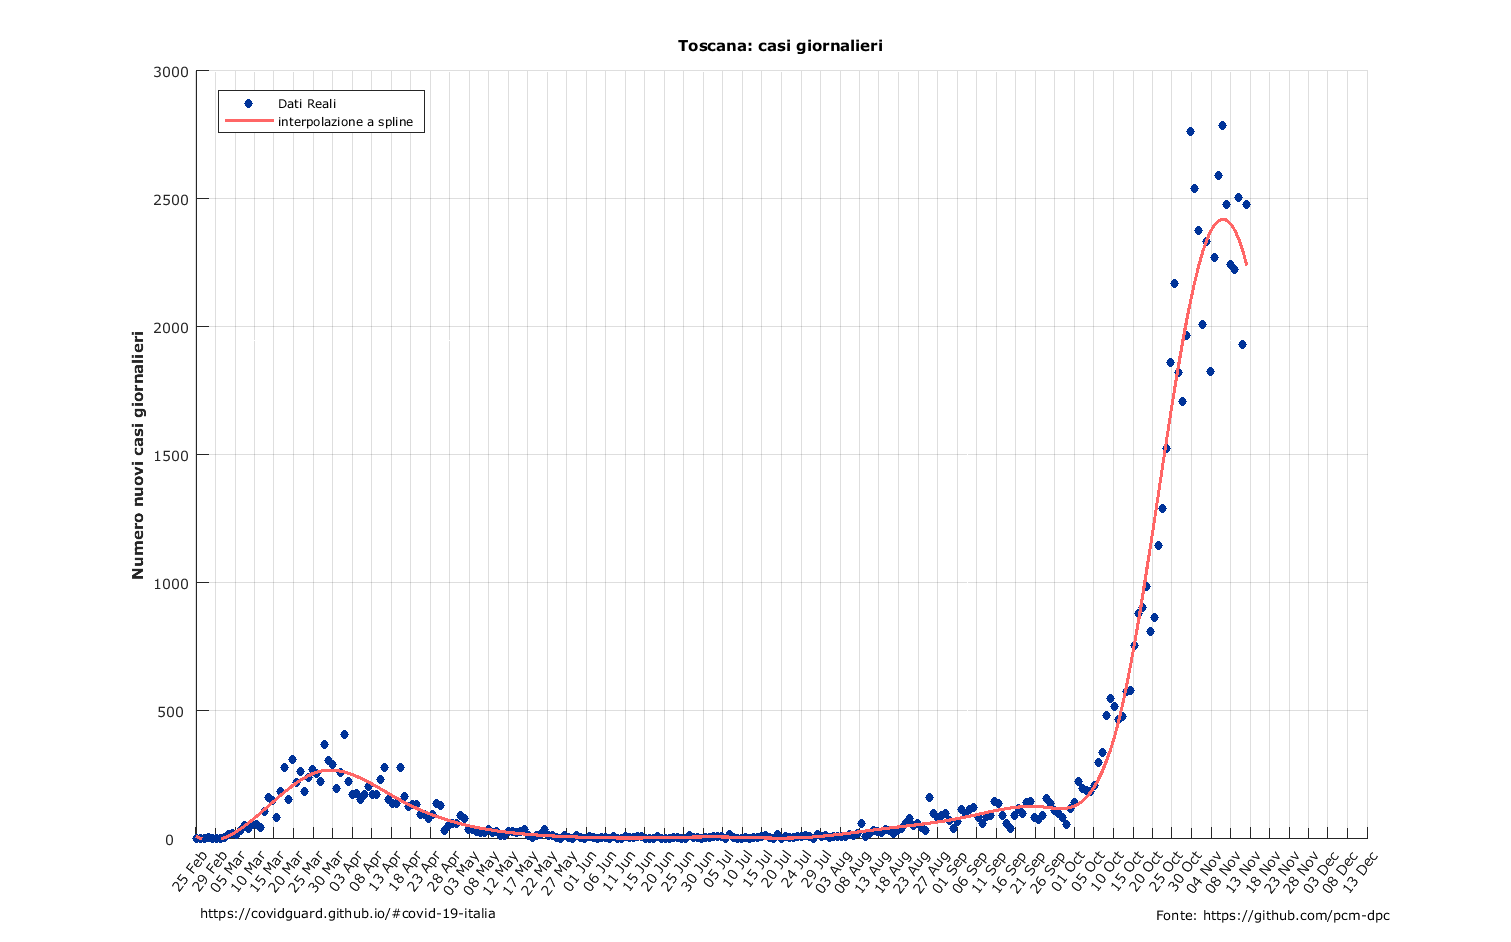 Toscana: casi giornalieri
Dati Reali
interpolazione a spline
Numero nuovi casi giornalieri
3000
2500
2000
1500
1000
500
0
25 Feb
29 Feb
05 Mar
10 Mar
15 Mar
20 Mar
25 Mar
30 Mar
03 Apr
08 Apr
13 Apr
18 Apr
23 Apr
28 Apr
03 May
08 May
12 May
17 May
22 May
27 May
01 Jun
06 Jun
11 Jun
15 Jun
20 Jun
25 Jun
30 Jun
05 Jul
10 Jul
15 Jul
20 Jul
24 Jul
29 Jul
03 Aug
08 Aug
13 Aug
18 Aug
23 Aug
27 Aug
01 Sep
06 Sep
11 Sep
16 Sep
21 Sep
26 Sep
01 Oct
05 Oct
10 Oct
15 Oct
20 Oct
25 Oct
30 Oct
04 Nov
08 Nov
13 Nov
18 Nov
23 Nov
28 Nov
03 Dec
08 Dec
13 Dec
https://covidguard.github.io/#covid-19-italia
Fonte: https://github.com/pcm-dpc